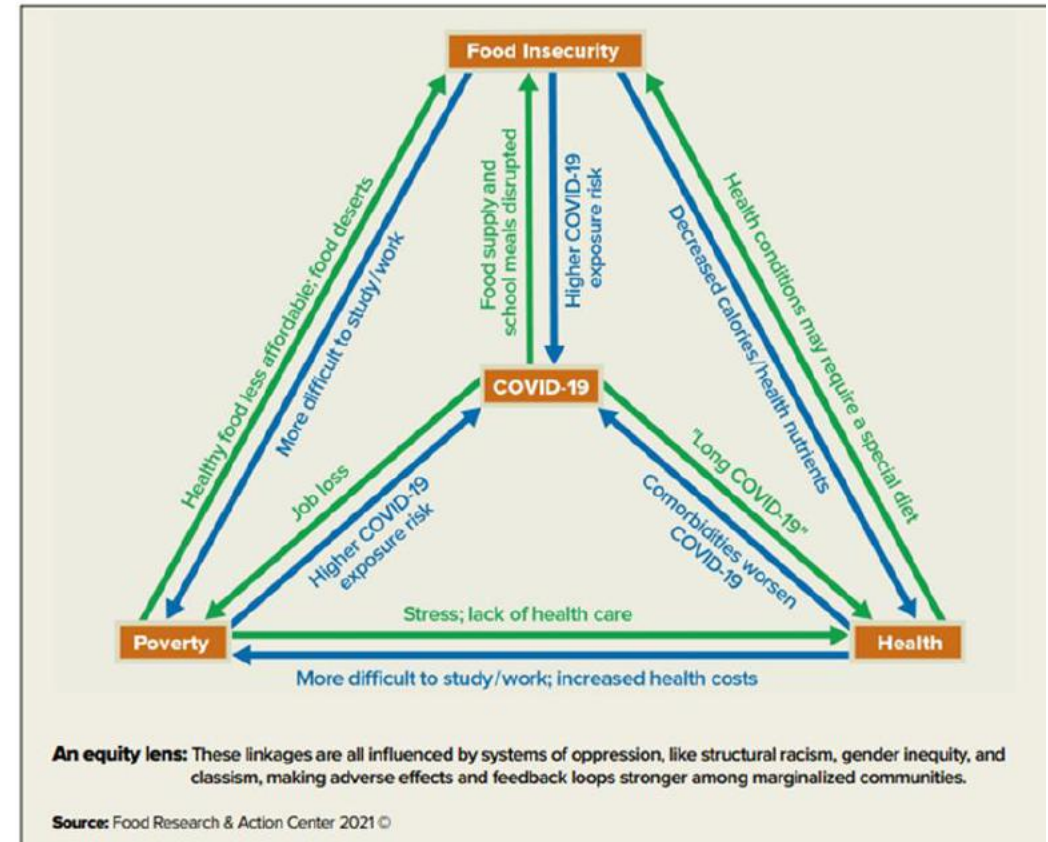 Food Insecurity
Healthy food less affordable; food deserts
More difficult to study/work
Food supply and
school meals disrupted
Higher COVID-19
exposure risk
Decreased calories/health nutrients
Health conditions may require a special diet
COVID-19
Job loss
Higher COVID-19
exposure risk
"Long COVID-19"
Comorbidities worsen
COVID-19
Poverty
Stress; lack of health care
Health
More difficult to study/work; increased health costs
An equity lens: These linkages are all influenced by systems of oppression, like structural racism, gender inequity, and
classism, making adverse effects and feedback loops stronger among marginalized communities.
Source: Food Research & Action Center 2021 ©